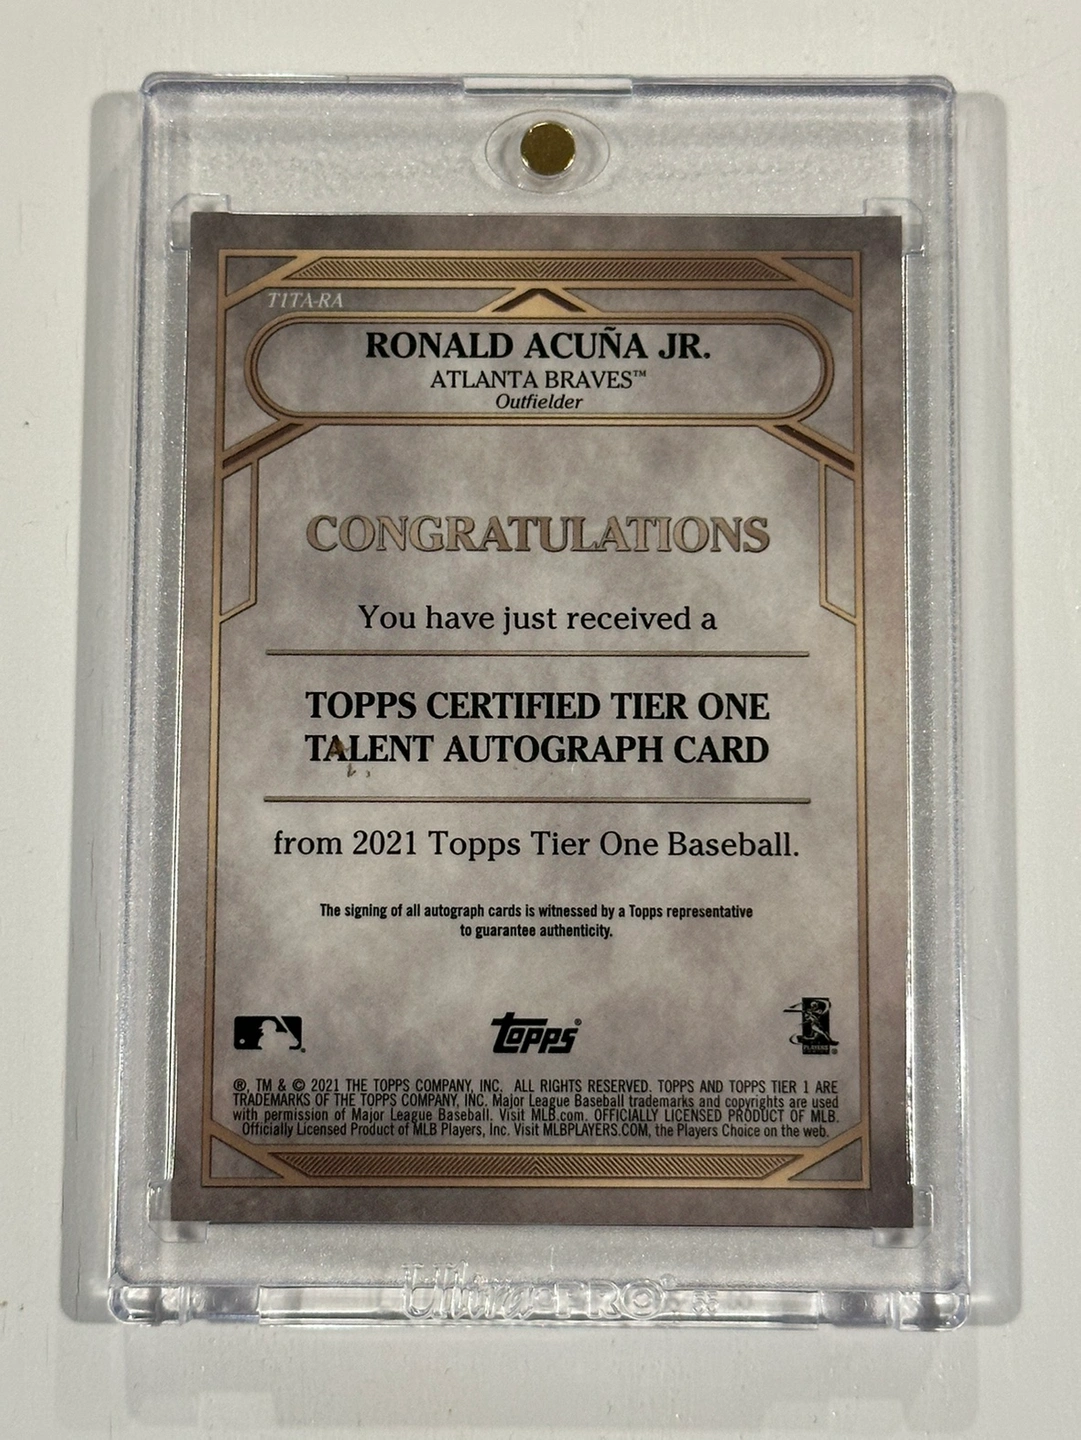 T1TA-RA
RONALD ACUÑA JR.
ATLANTA BRAVES™
Outfielder
CONGRATULATIONS
You have just received a
TOPPS CERTIFIED TIER ONE
TALENT AUTOGRAPH CARD
from 2021 Topps Tier One Baseball.
The signing of all autograph cards is witnessed by a Topps representative
to guarantee authenticity.
topps®
PLAYERS
®, TM & © 2021 THE TOPPS COMPANY, INC. ALL RIGHTS RESERVED. TOPPS AND TOPPS TIER 1 ARE
TRADEMARKS OF THE TOPPS COMPANY, INC. Major League Baseball trademarks and copyrights are used
with permission of Major League Baseball. Visit MLB.com. OFFICIALLY LICENSED PRODUCT OF MLB.
Officially Licensed Product of MLB Players, Inc. Visit MLBPLAYERS.COM, the Players Choice on the web.
Ultra PRO®